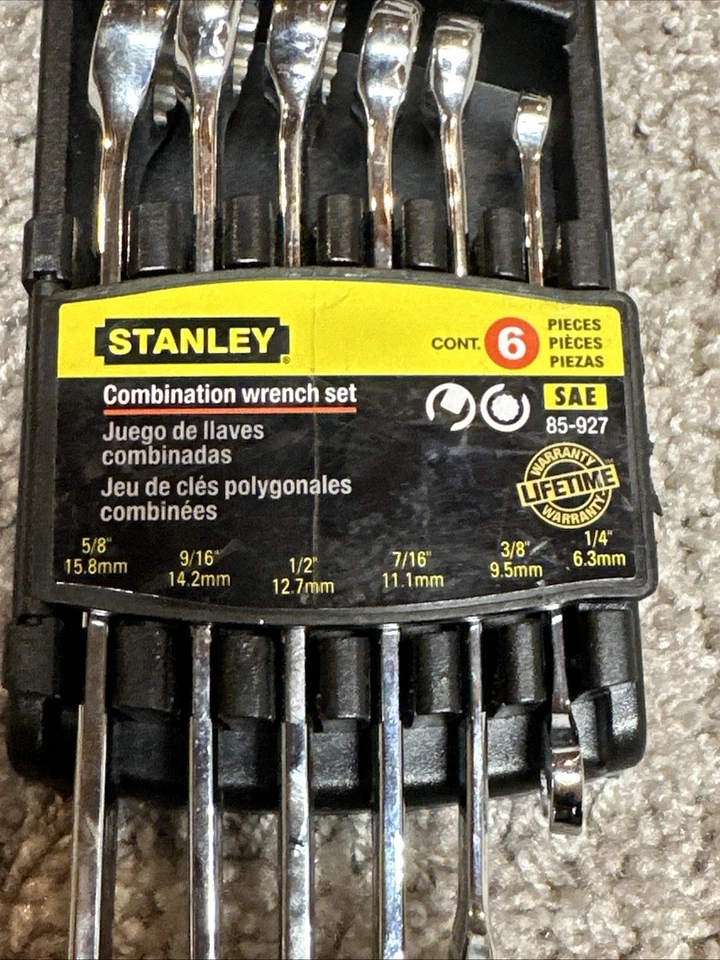 STANLEY®
CONT. 6 PIECES
PIÈCES
PIEZAS
Combination wrench set
Juego de llaves
combinadas
Jeu de clés polygonales
combinées
SAE
85-927
WARRANTY
LIFETIME™
WARRANTY
5/8"
15.8mm
9/16"
14.2mm
1/2"
12.7mm
7/16"
11.1mm
3/8"
9.5mm
1/4"
6.3mm